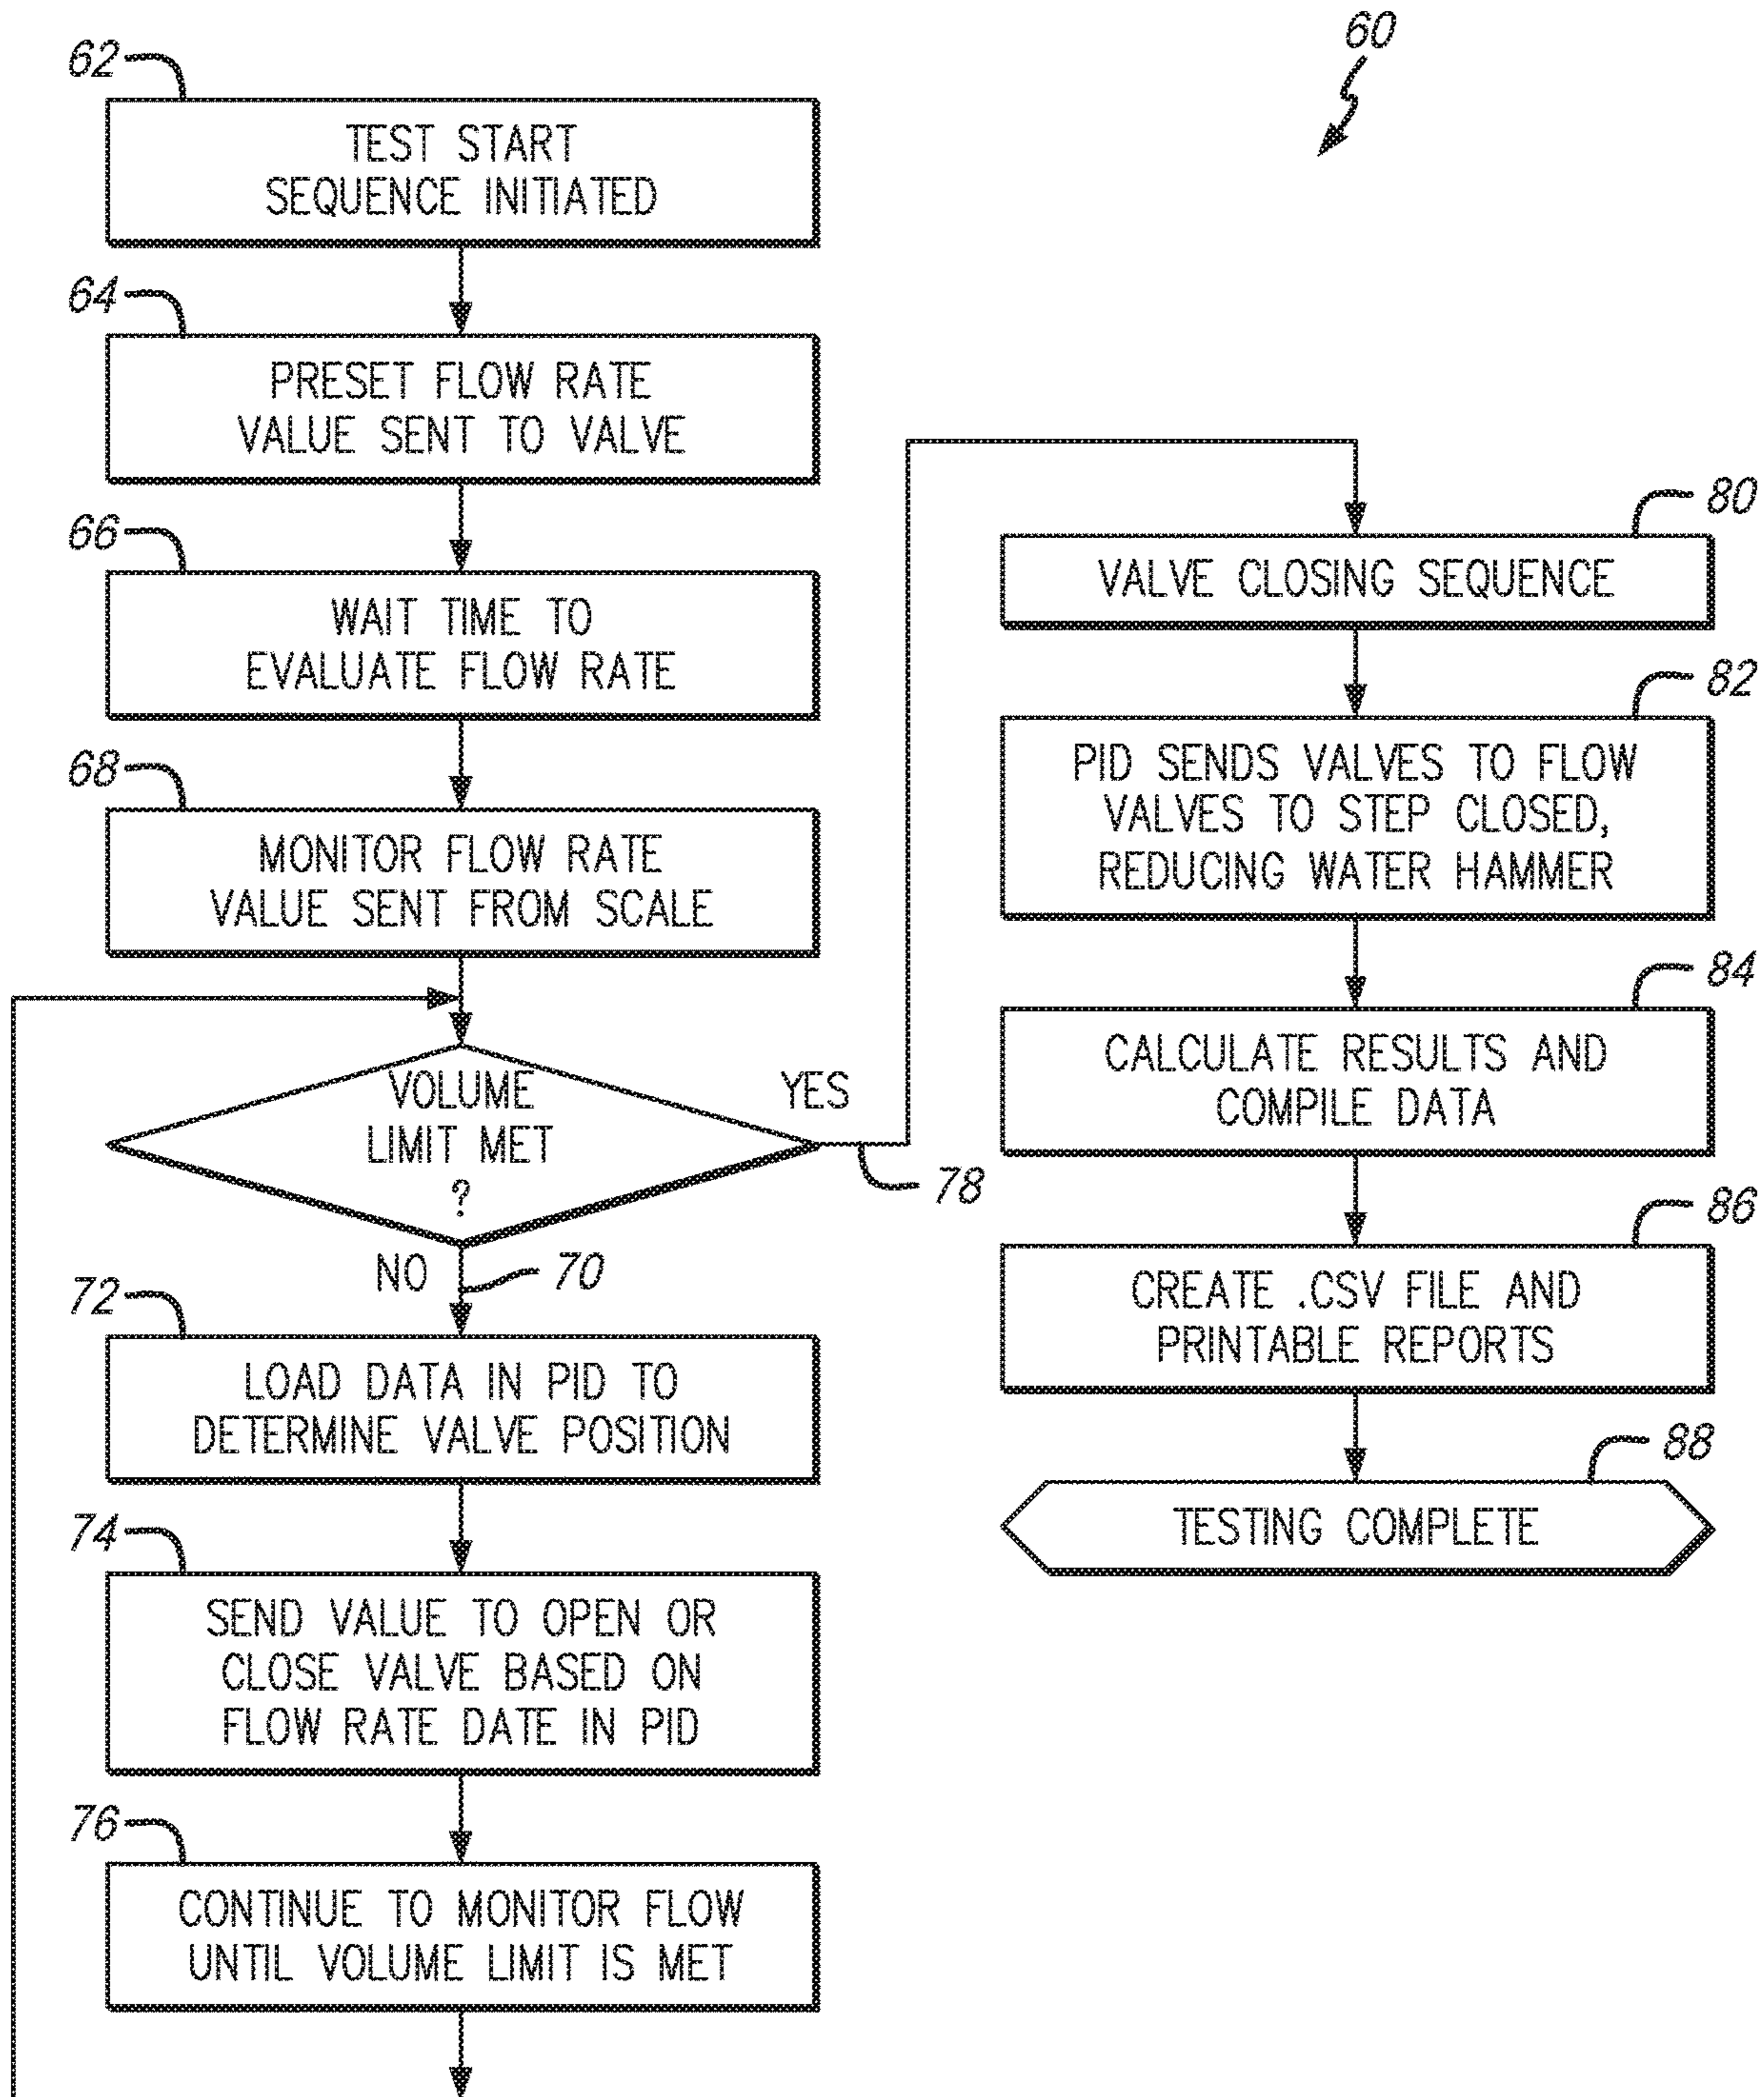 60
62
TEST START
SEQUENCE INITIATED
64
PRESET FLOW RATE
VALUE SENT TO VALVE
66
WAIT TIME TO
EVALUATE FLOW RATE
68
MONITOR FLOW RATE
VALUE SENT FROM SCALE
VOLUME
LIMIT MET
?
YES
78
NO
70
72
LOAD DATA IN PID TO
DETERMINE VALVE POSITION
74
SEND VALUE TO OPEN OR
CLOSE VALVE BASED ON
FLOW RATE DATE IN PID
76
CONTINUE TO MONITOR FLOW
UNTIL VOLUME LIMIT IS MET
80
VALVE CLOSING SEQUENCE
82
PID SENDS VALVES TO FLOW
VALVES TO STEP CLOSED,
REDUCING WATER HAMMER
84
CALCULATE RESULTS AND
COMPILE DATA
86
CREATE .CSV FILE AND
PRINTABLE REPORTS
88
TESTING COMPLETE